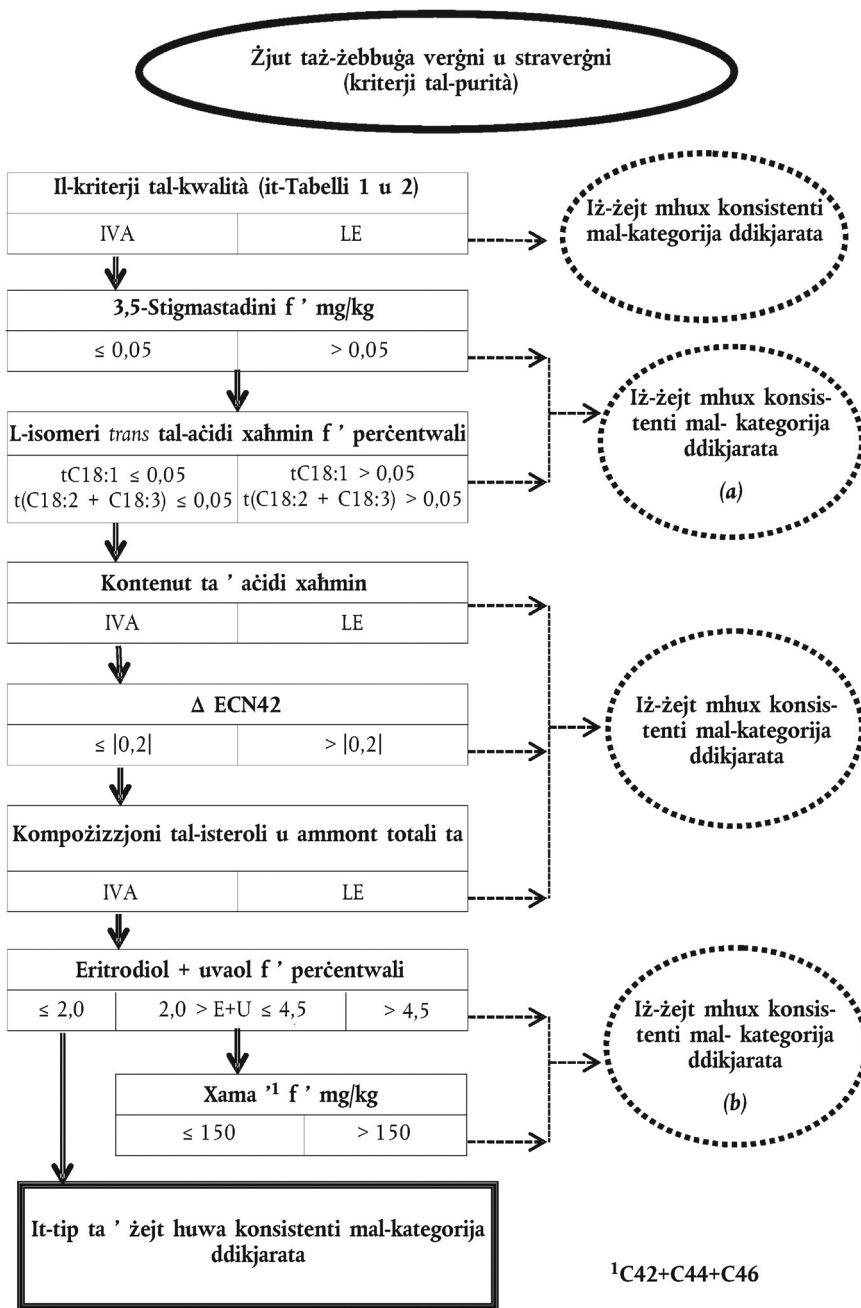 Żjut taż-żebbuġa verġni u straverġni
(kriterji tal-purità)
Il-kriterji tal-kwalità (it-Tabelli 1 u 2)
IVA LE
Iż-żejt mhux konsistenti
mal-kategorija ddikjarata
3,5-Stigmastadini f ’ mg/kg
≤ 0,05 > 0,05
Iż-żejt mhux konsis-
tenti mal- kategorija
ddikjarata
(a)
L-isomeri trans tal-aċidi xaħmin f ’ perċentwali
tC18:1 ≤ 0,05 tC18:1 > 0,05
t(C18:2 + C18:3) ≤ 0,05 t(C18:2 + C18:3) > 0,05
Kontenut ta ’ aċidi xaħmin
IVA LE
Δ ECN42
≤ |0,2| > |0,2|
Iż-żejt mhux konsis-
tenti mal-kategorija
ddikjarata
Kompożizzjoni tal-isteroli u ammont totali ta
IVA LE
Eritrodiol + uvaol f ’ perċentwali
≤ 2,0 2,0 > E+U ≤ 4,5 > 4,5
Iż-żejt mhux konsis-
tenti mal- kategorija
ddikjarata
(b)
Xama ’¹ f ’ mg/kg
≤ 150 > 150
It-tip ta ’ żejt huwa konsistenti mal-kategorija
ddikjarata
¹C42+C44+C46